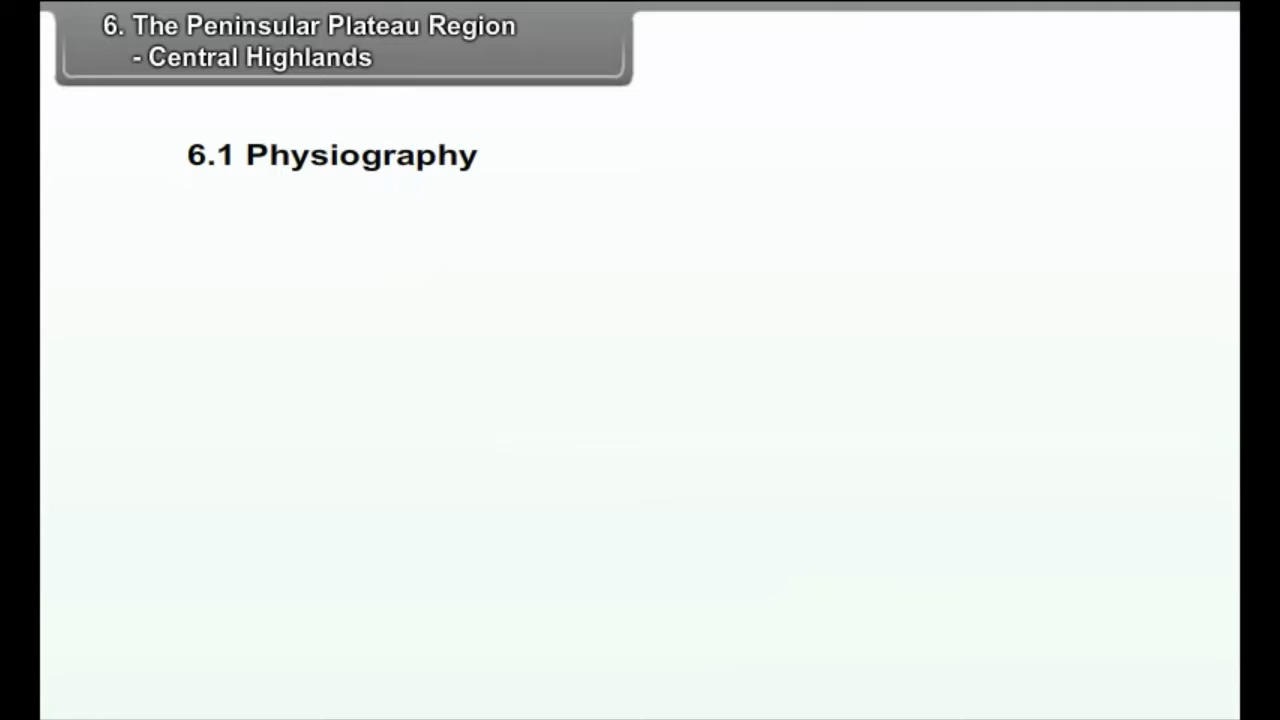 6. The Peninsular Plateau Region
- Central Highlands
6.1 Physiography